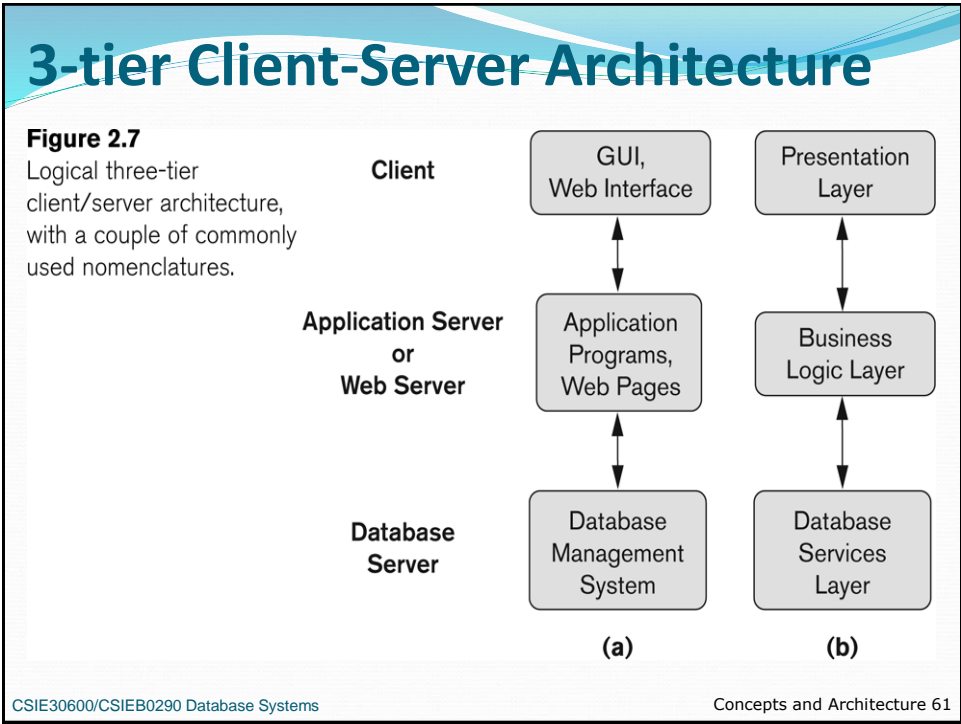 3-tier Client-Server Architecture
Figure 2.7
Logical three-tier
client/server architecture,
with a couple of commonly
used nomenclatures.
Client
GUI,
Web Interface
Presentation
Layer
Application Server
or
Web Server
Application
Programs,
Web Pages
Business
Logic Layer
Database
Server
Database
Management
System
Database
Services
Layer
(a)
(b)
CSIE30600/CSIEB0290 Database Systems
Concepts and Architecture 61